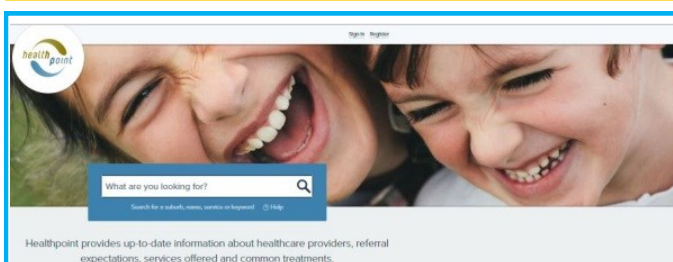 Sign In Register
health
point
What are you looking for?
Search for a suburb, name, service or keyword Help
Healthpoint provides up-to-date information about healthcare providers, referral
expectations, services offered and common treatments.